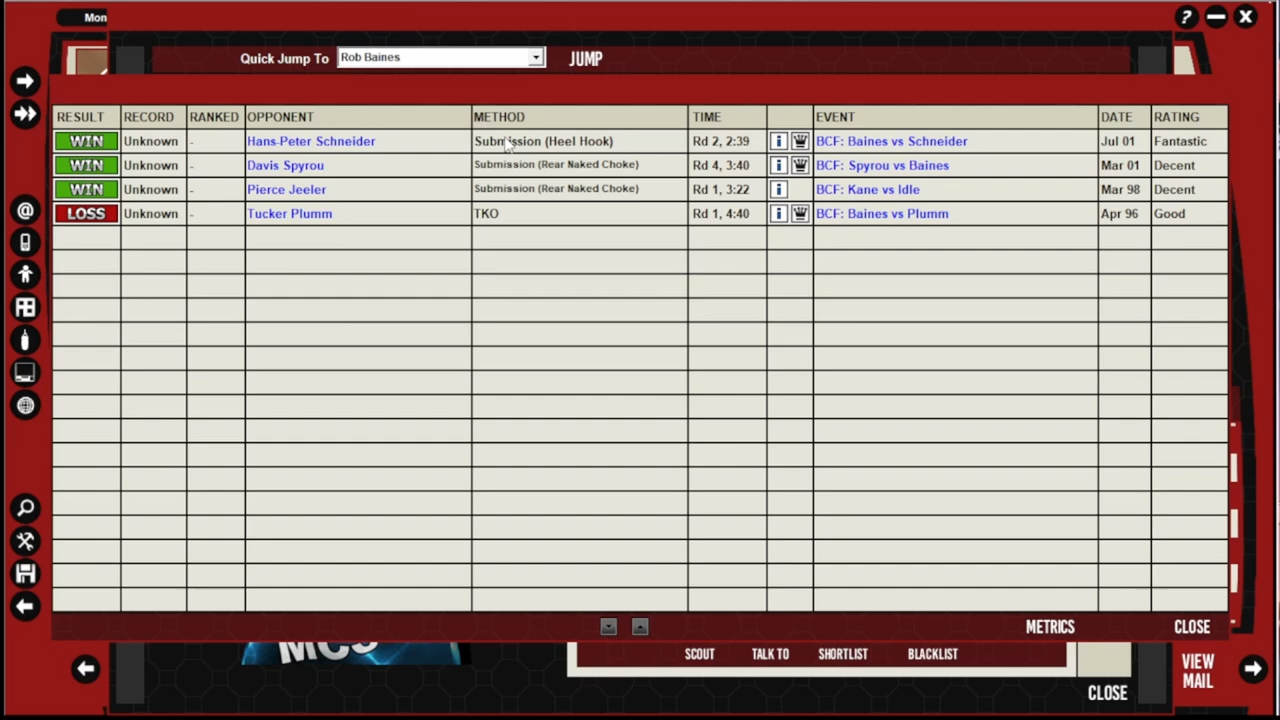 Mon
Quick Jump To Rob Baines JUMP
RESULT RECORD RANKED OPPONENT METHOD TIME EVENT DATE RATING
WIN Unknown - Hans-Peter Schneider Submission (Heel Hook) Rd 2, 2:39 i BCF: Baines vs Schneider Jul 01 Fantastic
WIN Unknown - Davis Spyrou Submission (Rear Naked Choke) Rd 4, 3:40 i BCF: Spyrou vs Baines Mar 01 Decent
WIN Unknown - Pierce Jeeler Submission (Rear Naked Choke) Rd 1, 3:22 i BCF: Kane vs Idle Mar 98 Decent
LOSS Unknown - Tucker Plumm TKO Rd 1, 4:40 i BCF: Baines vs Plumm Apr 96 Good
METRICS CLOSE
SCOUT TALK TO SHORTLIST BLACKLIST
VIEW
MAIL
CLOSE